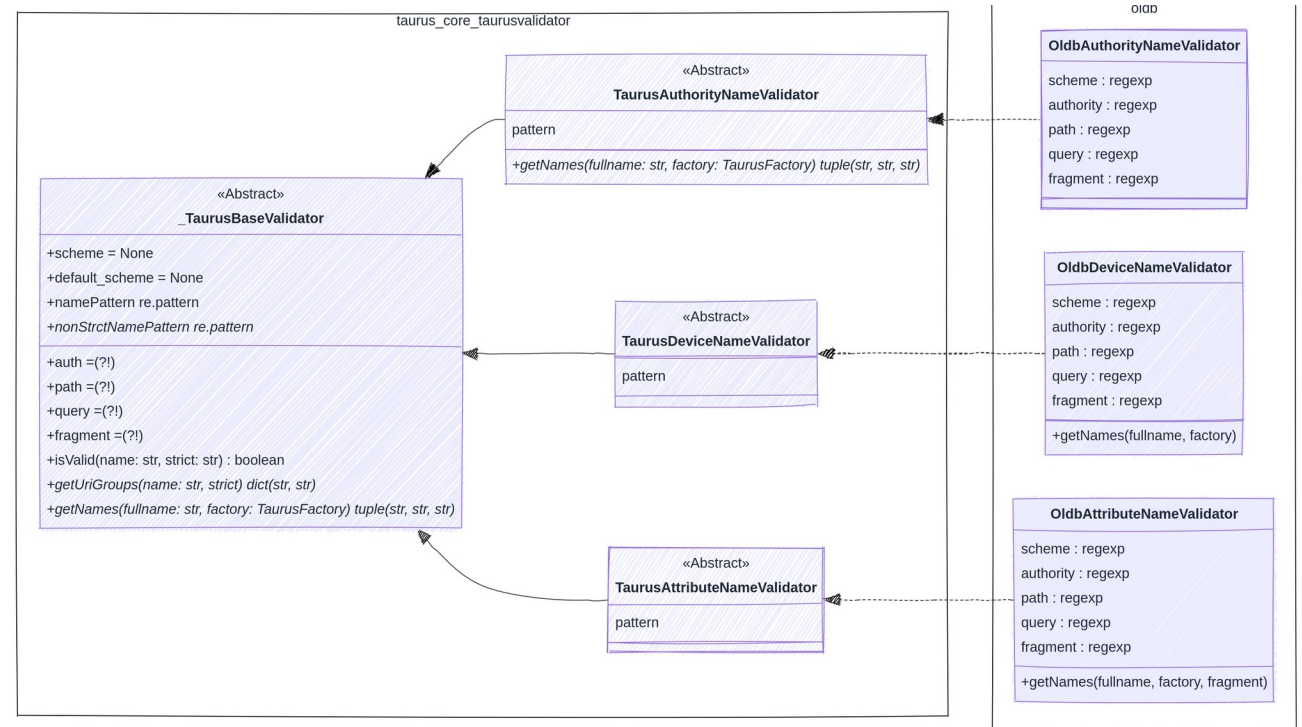 taurus_core_taurusvalidator
«Abstract»
_TaurusBaseValidator
+scheme = None
+default_scheme = None
+namePattern re.pattern
+nonStrctNamePattern re.pattern
+auth =(?!)
+path =(?!)
+query =(?!)
+fragment =(?!)
+isValid(name: str, strict: str) : boolean
+getUriGroups(name: str, strict) dict(str, str)
+getNames(fullname: str, factory: TaurusFactory) tuple(str, str, str)
«Abstract»
TaurusAuthorityNameValidator
pattern
+getNames(fullname: str, factory: TaurusFactory) tuple(str, str, str)
«Abstract»
TaurusDeviceNameValidator
pattern
«Abstract»
TaurusAttributeNameValidator
pattern
oldb
OldbAuthorityNameValidator
scheme : regexp
authority : regexp
path : regexp
query : regexp
fragment : regexp
OldbDeviceNameValidator
scheme : regexp
authority : regexp
path : regexp
query : regexp
fragment : regexp
+getNames(fullname, factory)
OldbAttributeNameValidator
scheme : regexp
authority : regexp
path : regexp
query : regexp
fragment : regexp
+getNames(fullname, factory, fragment)